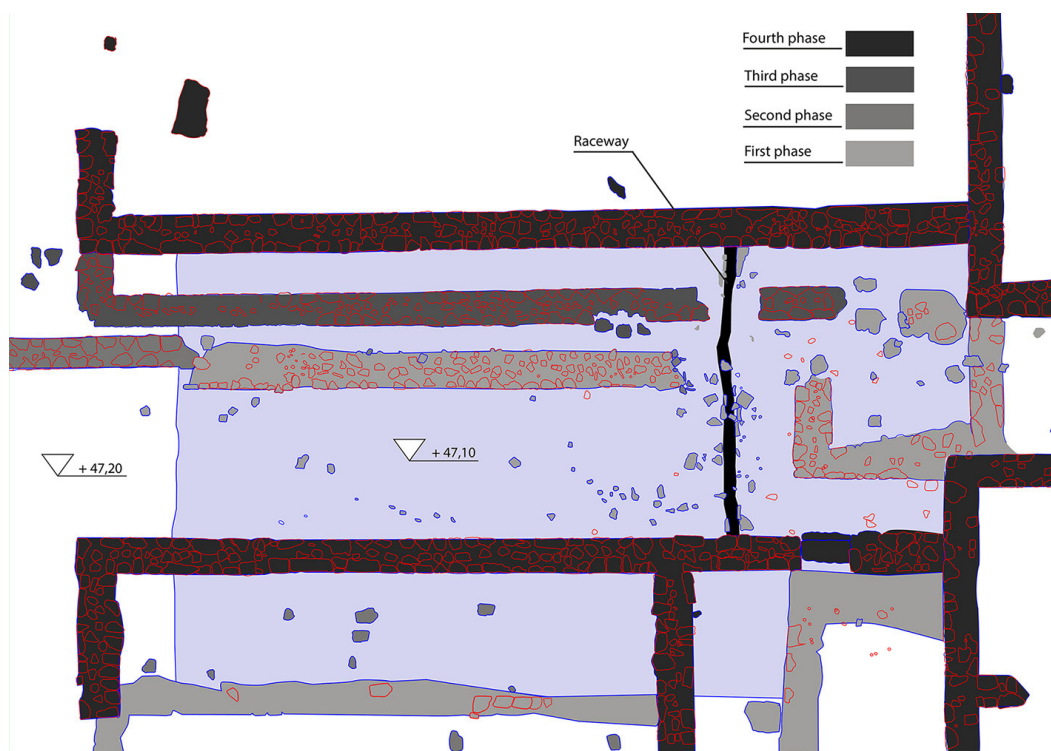 Fourth phase
Third phase
Second phase
First phase
Raceway
+ 47,10
+ 47,20